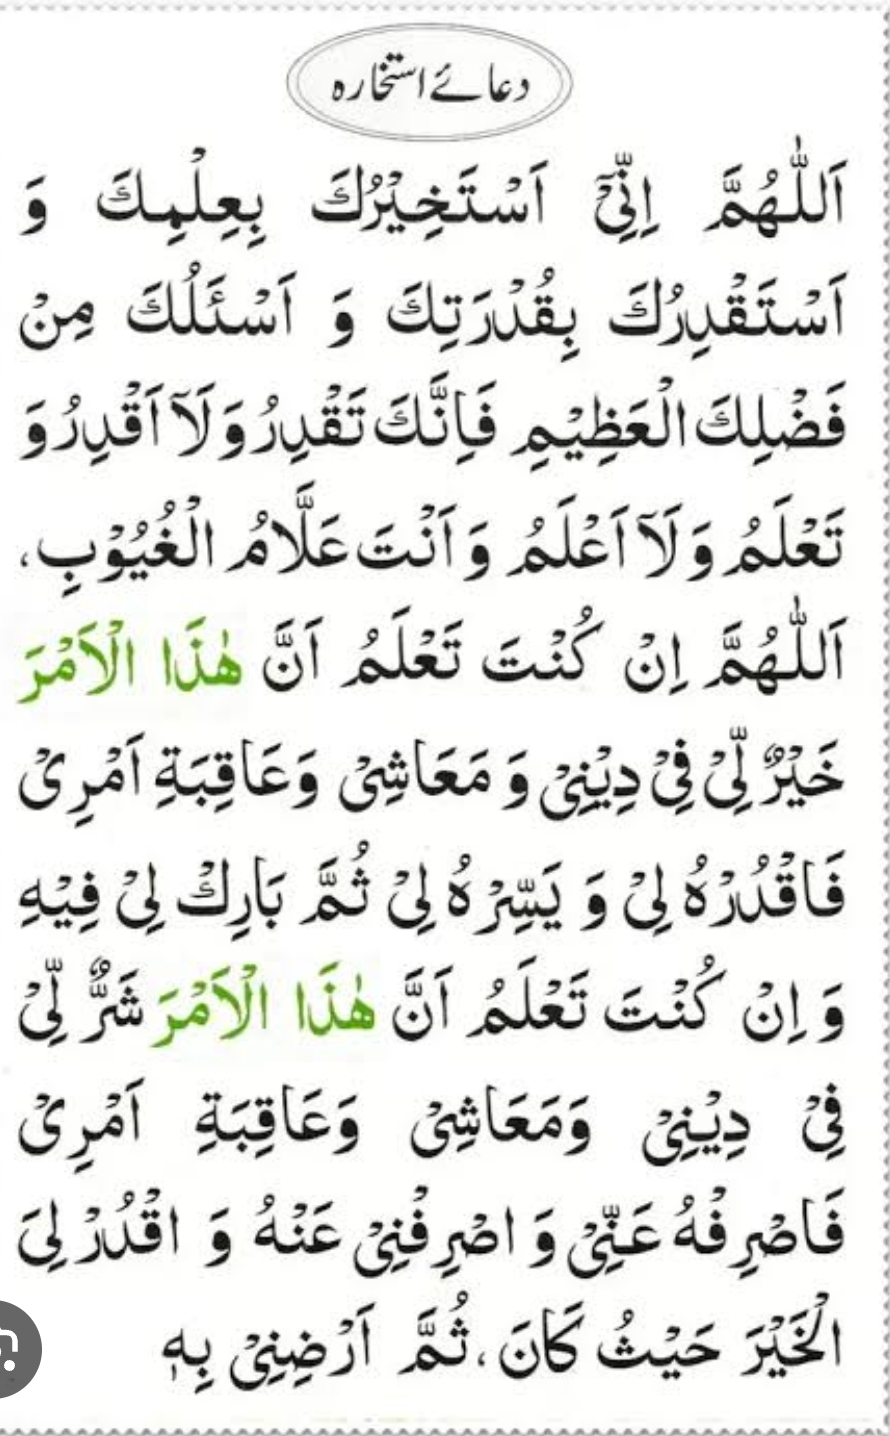 دعائے استخارہ
اَللّٰهُمَّ اِنِّیْۤ اَسْتَخِیْرُكَ بِعِلْمِكَ وَ
اَسْتَقْدِرُكَ بِقُدْرَتِكَ وَ اَسْئَلُكَ مِنْ
فَضْلِكَ الْعَظِیْمِ فَاِنَّكَ تَقْدِرُ وَلَاۤ اَقْدِرُ وَ
تَعْلَمُ وَلَاۤ اَعْلَمُ وَ اَنْتَ عَلَّامُ الْغُیُوْبِ،
اَللّٰهُمَّ اِنْ كُنْتَ تَعْلَمُ اَنَّ هٰذَا الْاَمْرَ
خَیْرٌ لِّیْ فِیْ دِیْنِیْ وَ مَعَاشِیْ وَعَاقِبَةِ اَمْرِیْ
فَاقْدُرْهُ لِیْ وَ یَسِّرْهُ لِیْ ثُمَّ بَارِكْ لِیْ فِیْهِ
وَ اِنْ كُنْتَ تَعْلَمُ اَنَّ هٰذَا الْاَمْرَ شَرٌّ لِّیْ
فِیْ دِیْنِیْ وَمَعَاشِیْ وَعَاقِبَةِ اَمْرِیْ
فَاصْرِفْهُ عَنِّیْ وَ اصْرِفْنِیْ عَنْهُ وَ اقْدُرْ لِیَ
الْخَیْرَ حَیْثُ كَانَ، ثُمَّ اَرْضِنِیْ بِهٖ